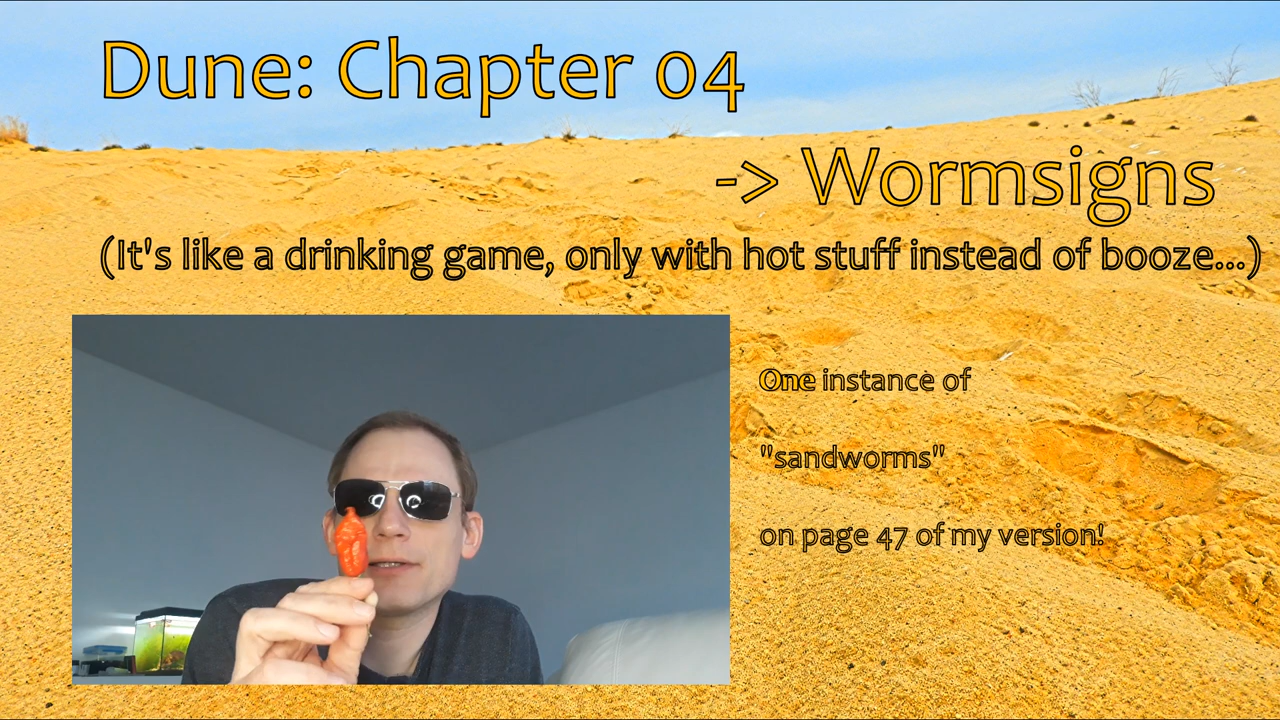 Dune: Chapter 04
-> Wormsigns
(It's like a drinking game, only with hot stuff instead of booze...)
One instance of
"sandworms"
on page 47 of my version!